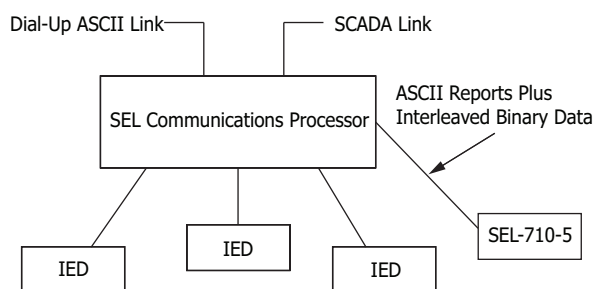 Dial-Up ASCII Link
SCADA Link
SEL Communications Processor
ASCII Reports Plus
Interleaved Binary Data
SEL-710-5
IED
IED
IED